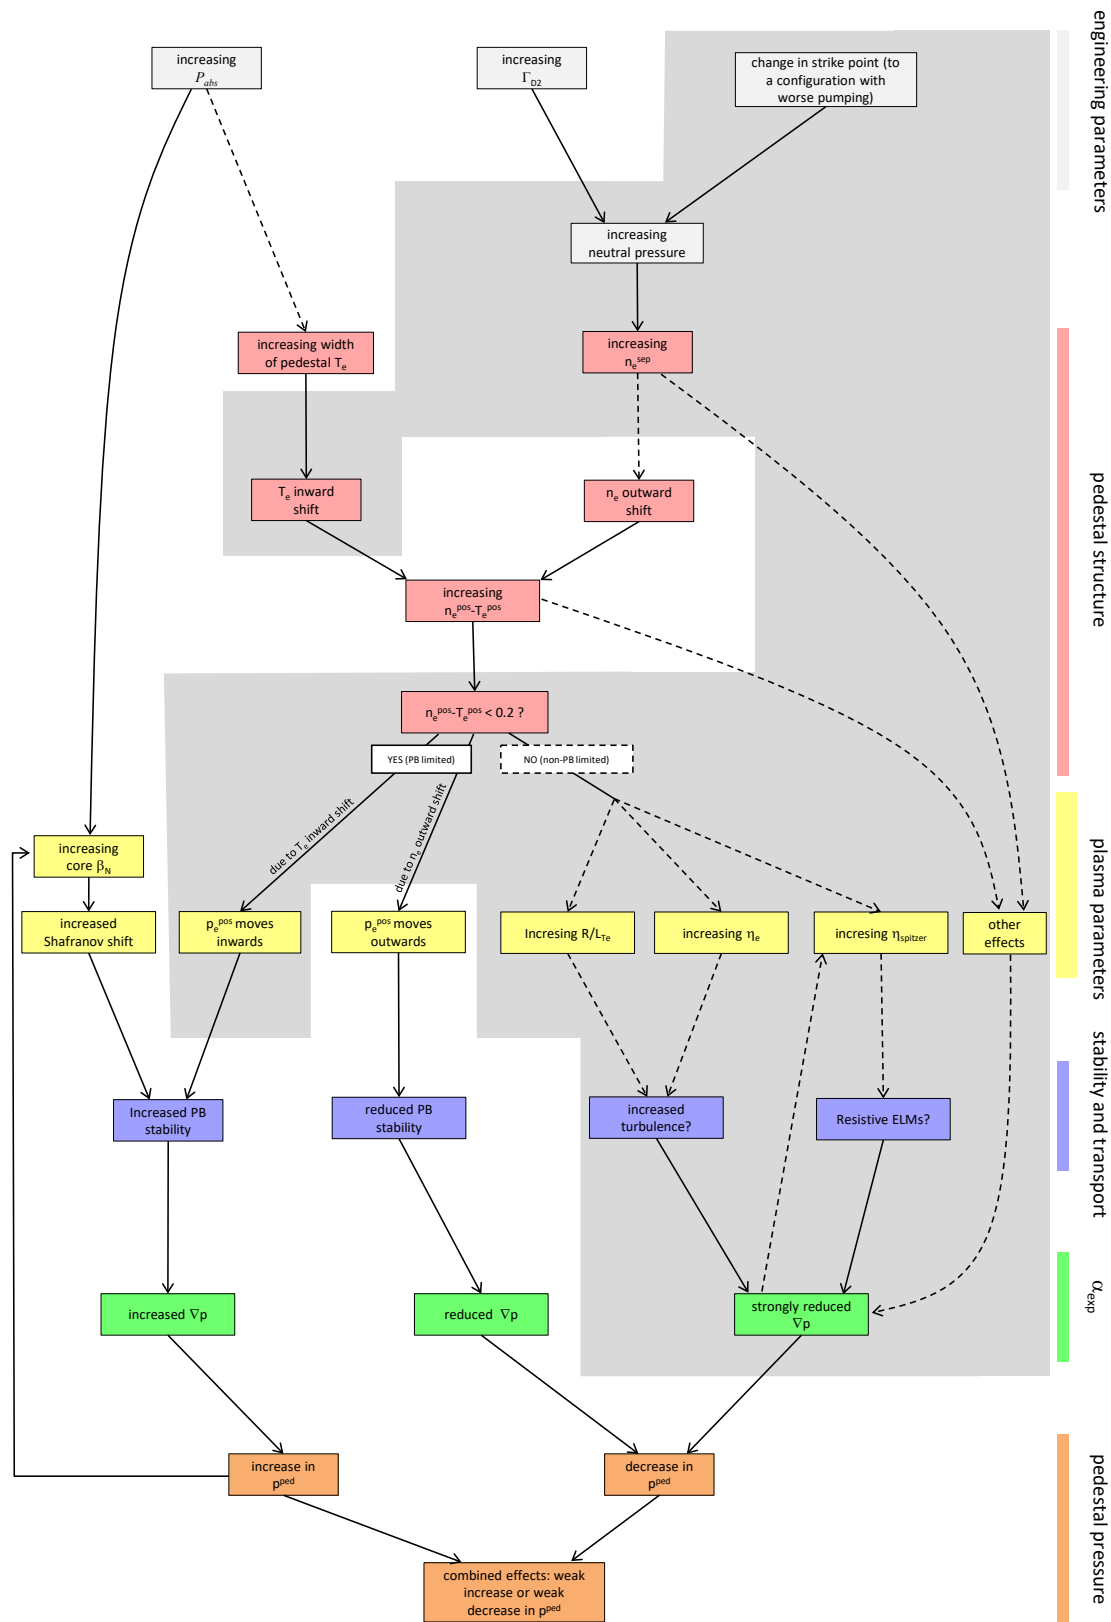 increasing
P_abs
increasing
Γ_D2
change in strike point (to
a configuration with
worse pumping)
engineering parameters
increasing
neutral pressure
increasing width
of pedestal T_e
increasing
n_e^sep
T_e inward
shift
n_e outward
shift
increasing
n_e^pos-T_e^pos
pedestal structure
n_e^pos-T_e^pos < 0.2 ?
YES (PB limited)
NO (non-PB limited)
due to T_e inward shift
due to n_e outward shift
increasing
core β_N
increased
Shafranov shift
p_e^pos moves
inwards
p_e^pos moves
outwards
Incresing R/L_Te
increasing η_e
incresing η_spitzer
other
effects
plasma parameters
Increased PB
stability
reduced PB
stability
increased
turbulence?
Resistive ELMs?
stability and transport
increased ∇p
reduced ∇p
strongly reduced
∇p
α_exp
increase in
p^ped
decrease in
p^ped
combined effects: weak
increase or weak
decrease in p^ped
pedestal pressure